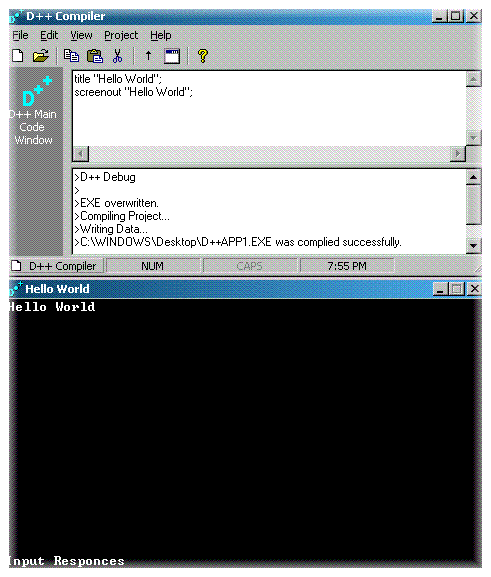 D++ Compiler
File Edit View Project Help
title "Hello World";
screenout "Hello World";
D++
D++ Main
Code
Window
>D++ Debug
>
>EXE overwritten.
>Compiling Project...
>Writing Data...
>C:\WINDOWS\Desktop\D++APP1.EXE was complied successfully.
D++ Compiler NUM CAPS 7:55 PM
Hello World
Hello World
Input Responces